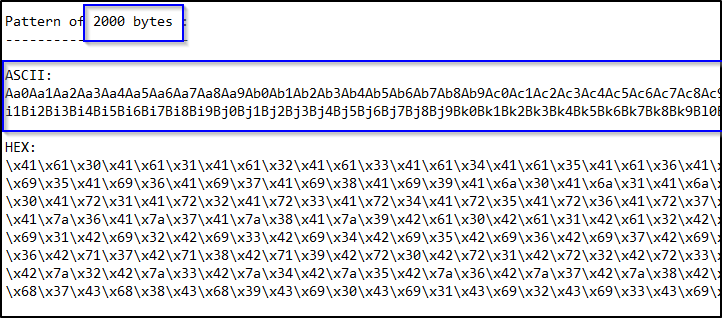 Pattern of 2000 bytes :
-----------------------
ASCII:
Aa0Aa1Aa2Aa3Aa4Aa5Aa6Aa7Aa8Aa9Ab0Ab1Ab2Ab3Ab4Ab5Ab6Ab7Ab8Ab9Ac0Ac1Ac2Ac3Ac4Ac5Ac6Ac7Ac8Ac9
i1Bi2Bi3Bi4Bi5Bi6Bi7Bi8Bi9Bj0Bj1Bj2Bj3Bj4Bj5Bj6Bj7Bj8Bj9Bk0Bk1Bk2Bk3Bk4Bk5Bk6Bk7Bk8Bk9Bl0B
HEX:
\x41\x61\x30\x41\x61\x31\x41\x61\x32\x41\x61\x33\x41\x61\x34\x41\x61\x35\x41\x61\x36\x41\
\x69\x35\x41\x69\x36\x41\x69\x37\x41\x69\x38\x41\x69\x39\x41\x6a\x30\x41\x6a\x31\x41\x6a\
\x30\x41\x72\x31\x41\x72\x32\x41\x72\x33\x41\x72\x34\x41\x72\x35\x41\x72\x36\x41\x72\x37\
\x41\x7a\x36\x41\x7a\x37\x41\x7a\x38\x41\x7a\x39\x42\x61\x30\x42\x61\x31\x42\x61\x32\x42\
\x69\x31\x42\x69\x32\x42\x69\x33\x42\x69\x34\x42\x69\x35\x42\x69\x36\x42\x69\x37\x42\x69\
\x36\x42\x71\x37\x42\x71\x38\x42\x71\x39\x42\x72\x30\x42\x72\x31\x42\x72\x32\x42\x72\x33\
\x42\x7a\x32\x42\x7a\x33\x42\x7a\x34\x42\x7a\x35\x42\x7a\x36\x42\x7a\x37\x42\x7a\x38\x42\
\x68\x37\x43\x68\x38\x43\x68\x39\x43\x69\x30\x43\x69\x31\x43\x69\x32\x43\x69\x33\x43\x69\